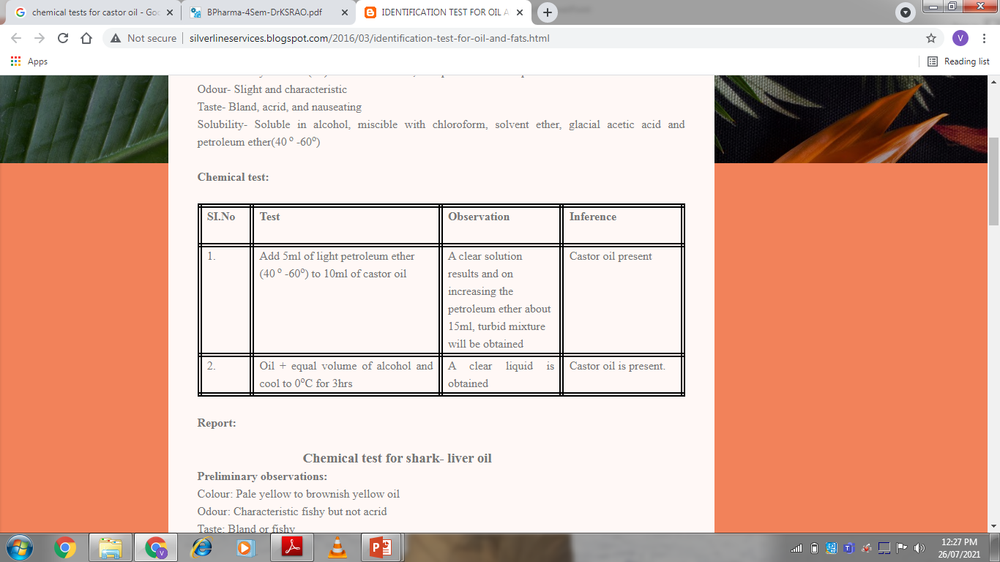 chemical tests for castor oil - Goo
BPharma-4Sem-DrKSRAO.pdf
IDENTIFICATION TEST FOR OIL A
Not secure | silverlineservices.blogspot.com/2016/03/identification-test-for-oil-and-fats.html
V
Apps
Reading list
Odour- Slight and characteristic
Taste- Bland, acrid, and nauseating
Solubility- Soluble in alcohol, miscible with chloroform, solvent ether, glacial acetic acid and
petroleum ether(40 º -60º)
Chemical test:
SI.No Test Observation Inference
1.
Add 5ml of light petroleum ether
(40 º -60º) to 10ml of castor oil
A clear solution
results and on
increasing the
petroleum ether about
15ml, turbid mixture
will be obtained
Castor oil present
2.
Oil + equal volume of alcohol and
cool to 0ºC for 3hrs
A clear liquid is
obtained
Castor oil is present.
Report:
Chemical test for shark- liver oil
Preliminary observations:
Colour: Pale yellow to brownish yellow oil
Odour: Characteristic fishy but not acrid
Taste: Bland or fishy
12:27 PM
26/07/2021